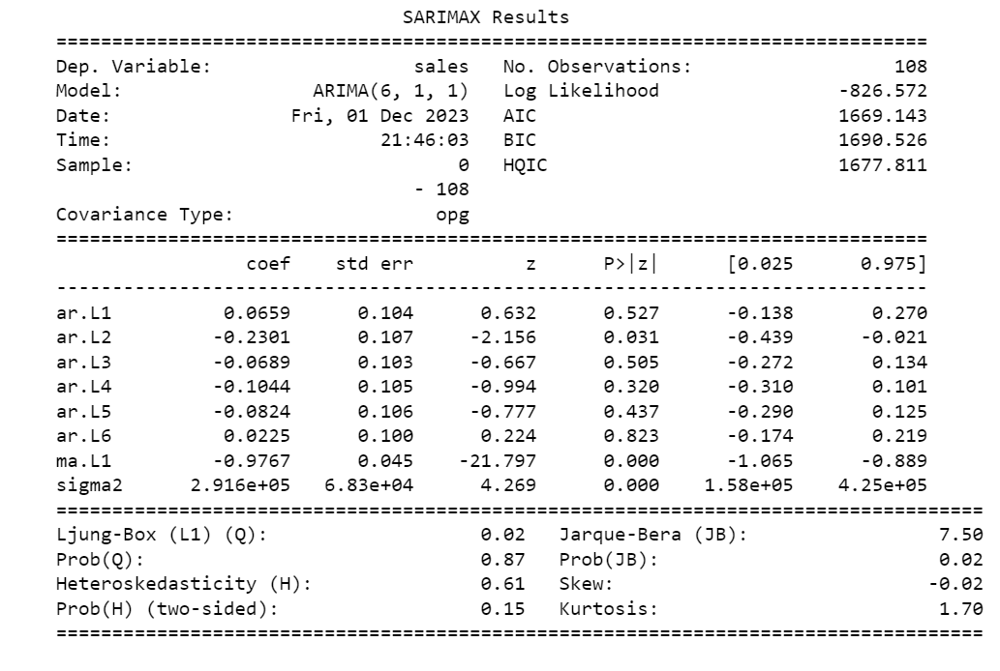 SARIMAX Results
==============================================================================
Dep. Variable:                  sales   No. Observations:                  108
Model:                 ARIMA(6, 1, 1)   Log Likelihood                -826.572
Date:                Fri, 01 Dec 2023   AIC                           1669.143
Time:                        21:46:03   BIC                           1690.526
Sample:                             0   HQIC                          1677.811
                                - 108
Covariance Type:                  opg
==============================================================================
                 coef    std err          z      P>|z|      [0.025      0.975]
------------------------------------------------------------------------------
ar.L1          0.0659      0.104      0.632      0.527      -0.138       0.270
ar.L2         -0.2301      0.107     -2.156      0.031      -0.439      -0.021
ar.L3         -0.0689      0.103     -0.667      0.505      -0.272       0.134
ar.L4         -0.1044      0.105     -0.994      0.320      -0.310       0.101
ar.L5         -0.0824      0.106     -0.777      0.437      -0.290       0.125
ar.L6          0.0225      0.100      0.224      0.823      -0.174       0.219
ma.L1         -0.9767      0.045    -21.797      0.000      -1.065      -0.889
sigma2      2.916e+05   6.83e+04      4.269      0.000    1.58e+05    4.25e+05
===================================================================================
Ljung-Box (L1) (Q):                   0.02   Jarque-Bera (JB):                 7.50
Prob(Q):                              0.87   Prob(JB):                         0.02
Heteroskedasticity (H):               0.61   Skew:                            -0.02
Prob(H) (two-sided):                  0.15   Kurtosis:                         1.70
===================================================================================